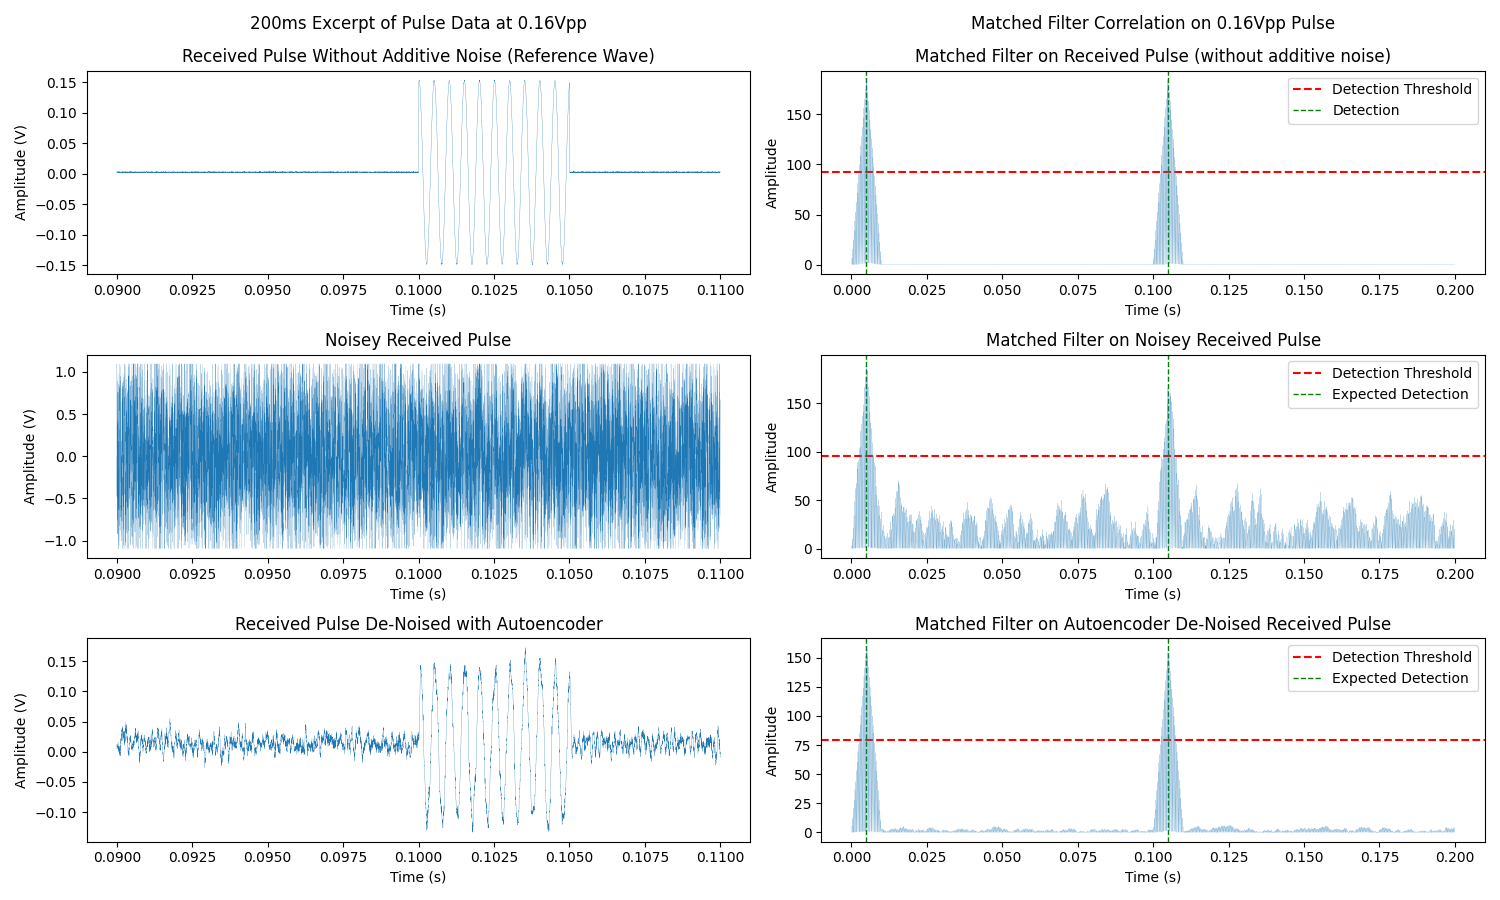 200ms Excerpt of Pulse Data at 0.16Vpp
Received Pulse Without Additive Noise (Reference Wave)
Amplitude (V)
0.15
0.10
0.05
0.00
−0.05
−0.10
−0.15
0.0900 0.0925 0.0950 0.0975 0.1000 0.1025 0.1050 0.1075 0.1100
Time (s)
Noisey Received Pulse
Amplitude (V)
1.0
0.5
0.0
−0.5
−1.0
0.0900 0.0925 0.0950 0.0975 0.1000 0.1025 0.1050 0.1075 0.1100
Time (s)
Received Pulse De-Noised with Autoencoder
Amplitude (V)
0.15
0.10
0.05
0.00
−0.05
−0.10
0.0900 0.0925 0.0950 0.0975 0.1000 0.1025 0.1050 0.1075 0.1100
Time (s)
Matched Filter Correlation on 0.16Vpp Pulse
Matched Filter on Received Pulse (without additive noise)
Detection Threshold
Detection
Amplitude
150
100
50
0
0.000 0.025 0.050 0.075 0.100 0.125 0.150 0.175 0.200
Time (s)
Matched Filter on Noisey Received Pulse
Detection Threshold
Expected Detection
Amplitude
150
100
50
0
0.000 0.025 0.050 0.075 0.100 0.125 0.150 0.175 0.200
Time (s)
Matched Filter on Autoencoder De-Noised Received Pulse
Detection Threshold
Expected Detection
Amplitude
150
125
100
75
50
25
0
0.000 0.025 0.050 0.075 0.100 0.125 0.150 0.175 0.200
Time (s)